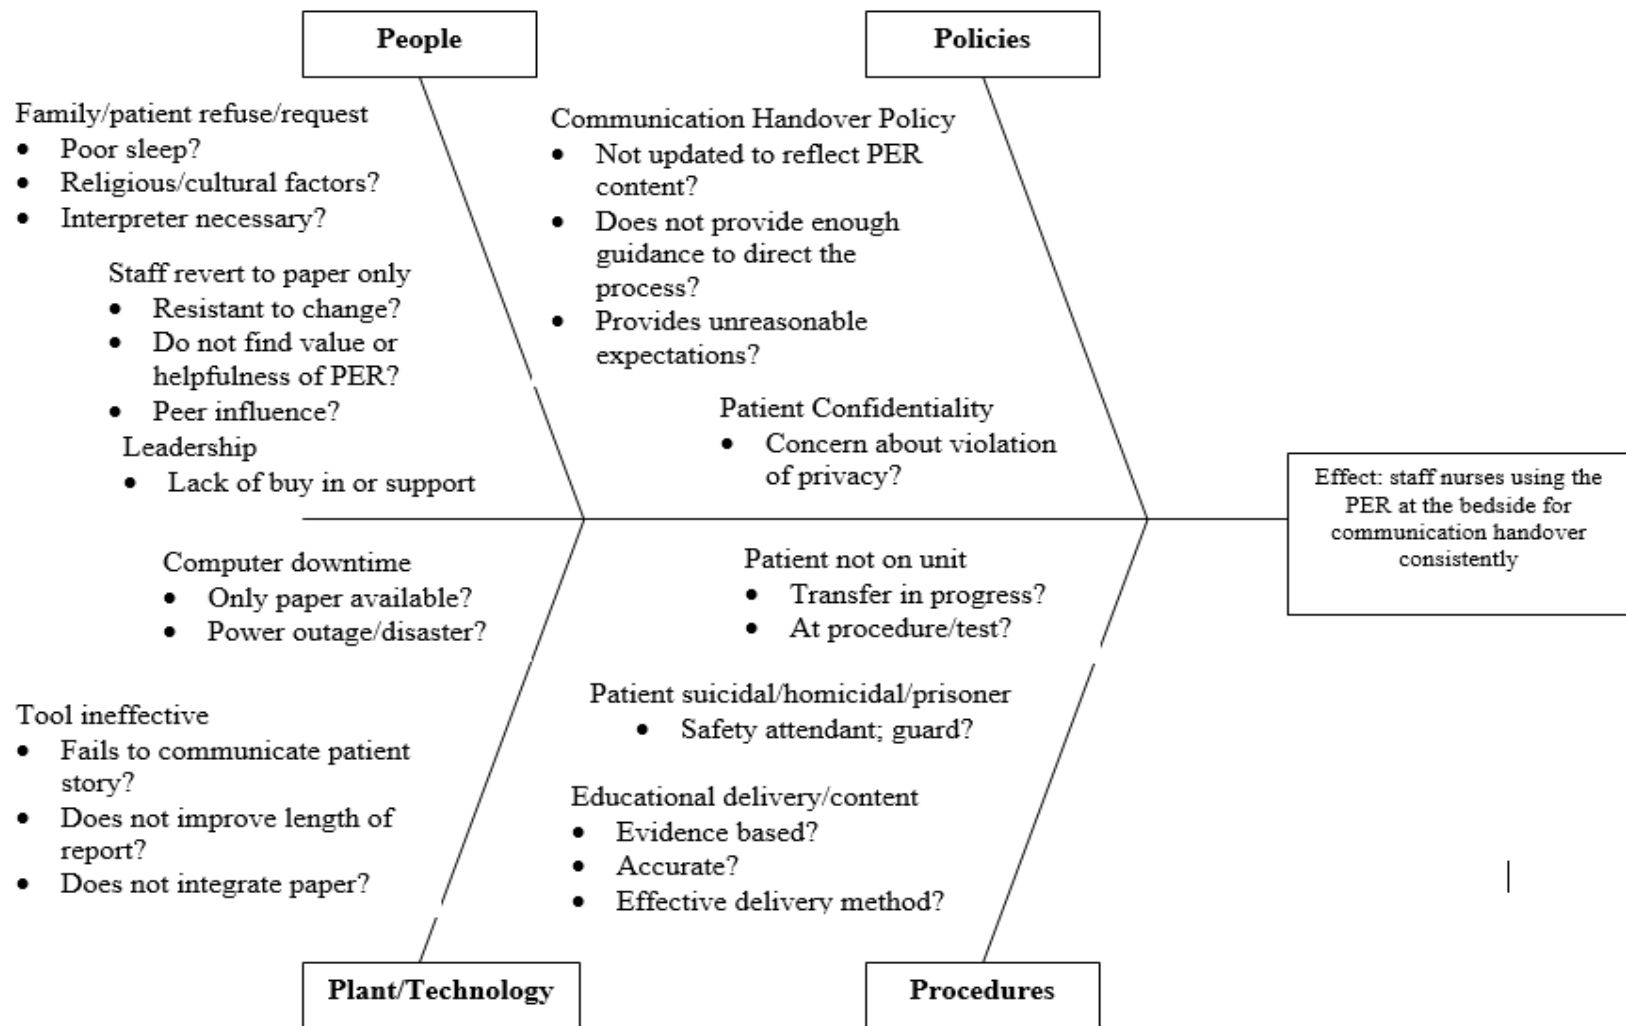 People
Family/patient refuse/request
• Poor sleep?
• Religious/cultural factors?
• Interpreter necessary?
Staff revert to paper only
• Resistant to change?
• Do not find value or
helpfulness of PER?
• Peer influence?
Leadership
• Lack of buy in or support
Policies
Communication Handover Policy
• Not updated to reflect PER
content?
• Does not provide enough
guidance to direct the
process?
• Provides unreasonable
expectations?
Patient Confidentiality
• Concern about violation
of privacy?
Effect: staff nurses using the
PER at the bedside for
communication handover
consistently
Computer downtime
• Only paper available?
• Power outage/disaster?
Tool ineffective
• Fails to communicate patient
story?
• Does not improve length of
report?
• Does not integrate paper?
Plant/Technology
Patient not on unit
• Transfer in progress?
• At procedure/test?
Patient suicidal/homicidal/prisoner
• Safety attendant; guard?
Educational delivery/content
• Evidence based?
• Accurate?
• Effective delivery method?
Procedures